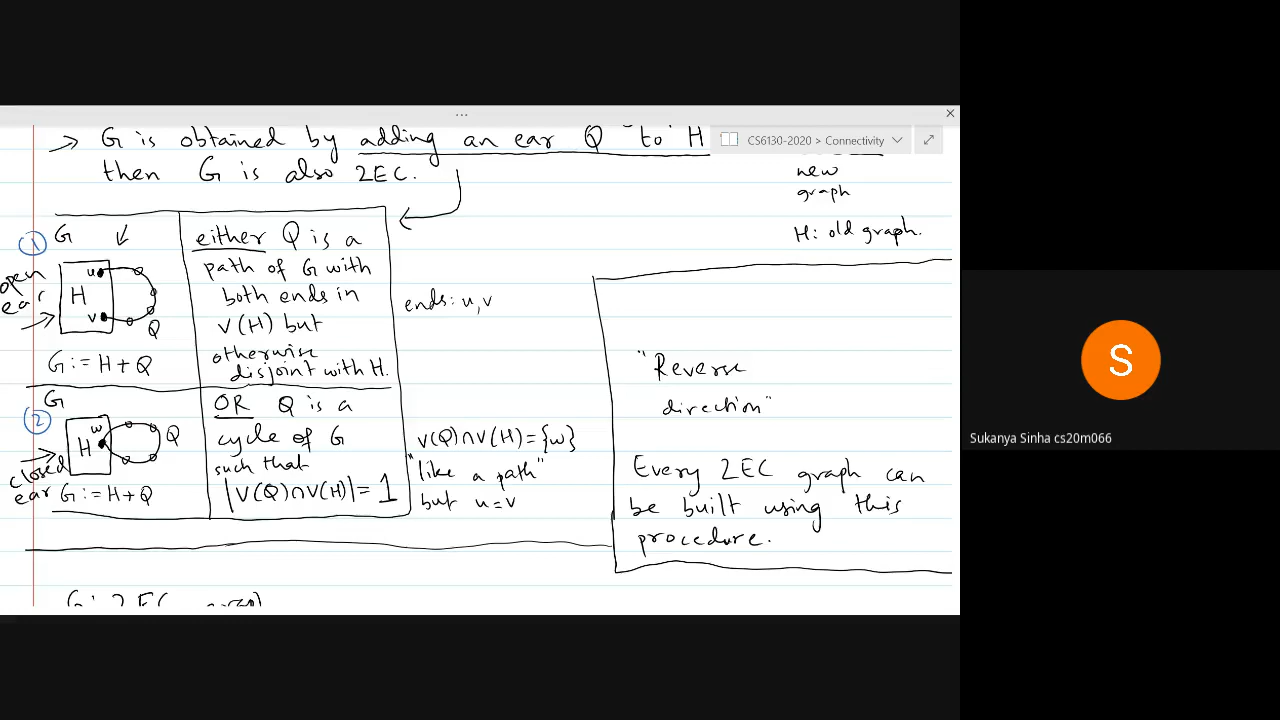 ...
→ G is obtained by adding an ear Q "to" H
CS6130-2020 > Connectivity
then G is also 2EC.
new
graph
H: old graph.
① G
open
ear
u
H
v
Q
G := H + Q
either Q is a
path of G with
both ends in
V(H) but
otherwise
disjoint with H.
ends: u, v
② G
w
H
Q
closed
ear
G := H + Q
OR Q is a
cycle of G
such that
|V(Q)∩V(H)| = 1
V(Q)∩V(H) = {w}
"like a path"
but u=v
"Reverse
direction"
Every 2EC graph can
be built using this
procedure.
G: 2EC
S
Sukanya Sinha cs20m066